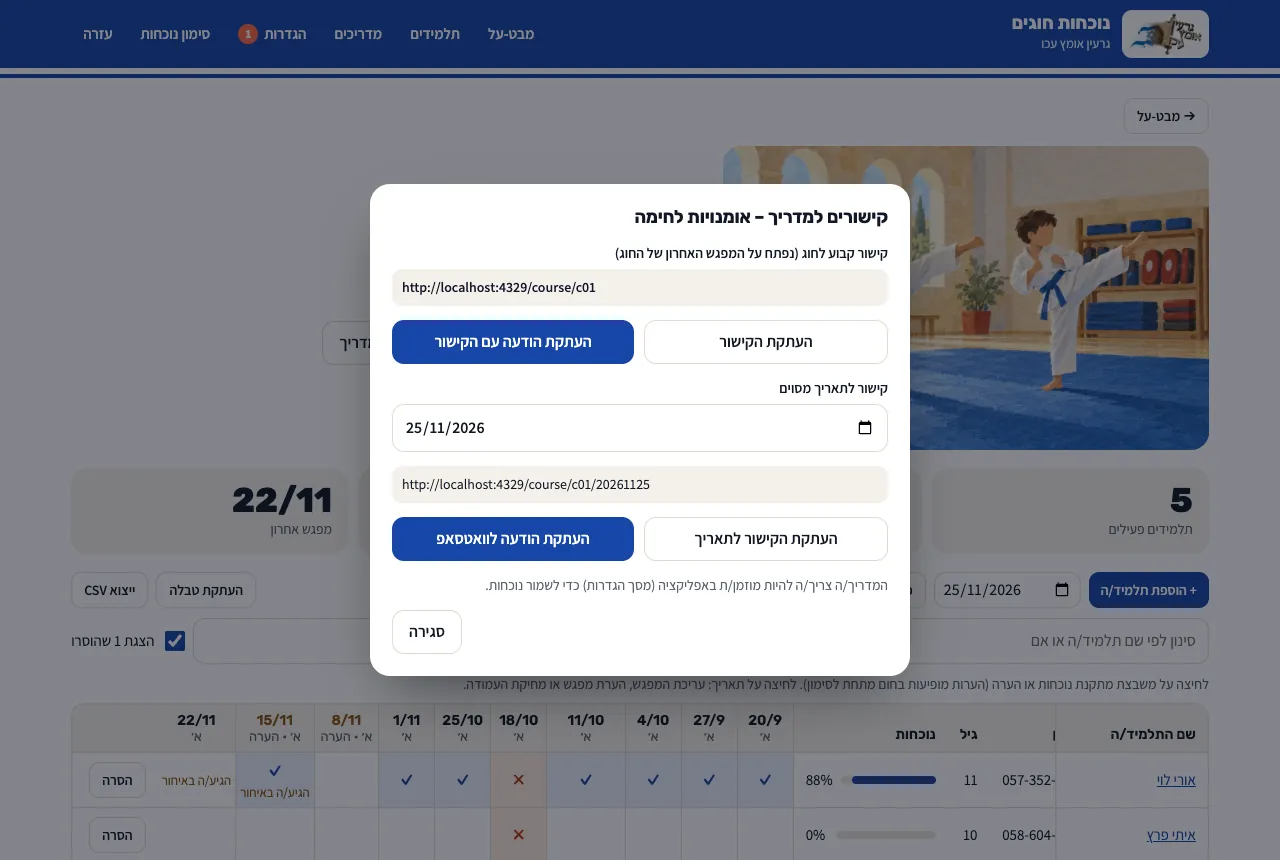 נוכחות חוגים
גרעין אומץ עכו
מבט-על
תלמידים
מדריכים
הגדרות 1
סימון נוכחות
עזרה
→ מבט-על
קישורים למדריך – אומנויות לחימה
קישור קבוע לחוג (נפתח על המפגש האחרון של החוג)
http://localhost:4329/course/c01
העתקת הקישור
העתקת הודעה עם הקישור
קישור לתאריך מסוים
25/11/2026
http://localhost:4329/course/c01/20261125
העתקת הקישור לתאריך
העתקת הודעה לוואטסאפ
המדריך/ה צריך/ה להיות מוזמן/ת באפליקציה (מסך הגדרות) כדי לשמור נוכחות.
סגירה
5
תלמידים פעילים
22/11
מפגש אחרון
+ הוספת תלמיד/ה
25/11/2026
העתקת טבלה
ייצוא CSV
סינון לפי שם תלמיד/ה או אם
הצגת 1 שהוסרו
לחיצה על משבצת מתקנת נוכחות או הערה (הערות מופיעות בחום מתחת לסימון). לחיצה על תאריך: עריכת המפגש, הערת מפגש או מחיקת העמודה.
שם התלמיד/ה
גיל
נוכחות
20/9 א׳
27/9 א׳
4/10 א׳
11/10 א׳
18/10 א׳
25/10 א׳
1/11 א׳
8/11 א׳ • הערה
15/11 א׳ • הערה
22/11 א׳
אורי לוי
057-352-
11
88%
✓ ✓ ✓ ✓ ✕ ✓ ✓ ✓
הגיע/ה באיחור
הגיע/ה באיחור
הסרה
איתי פרץ
058-604-
10
0%
✕
הסרה